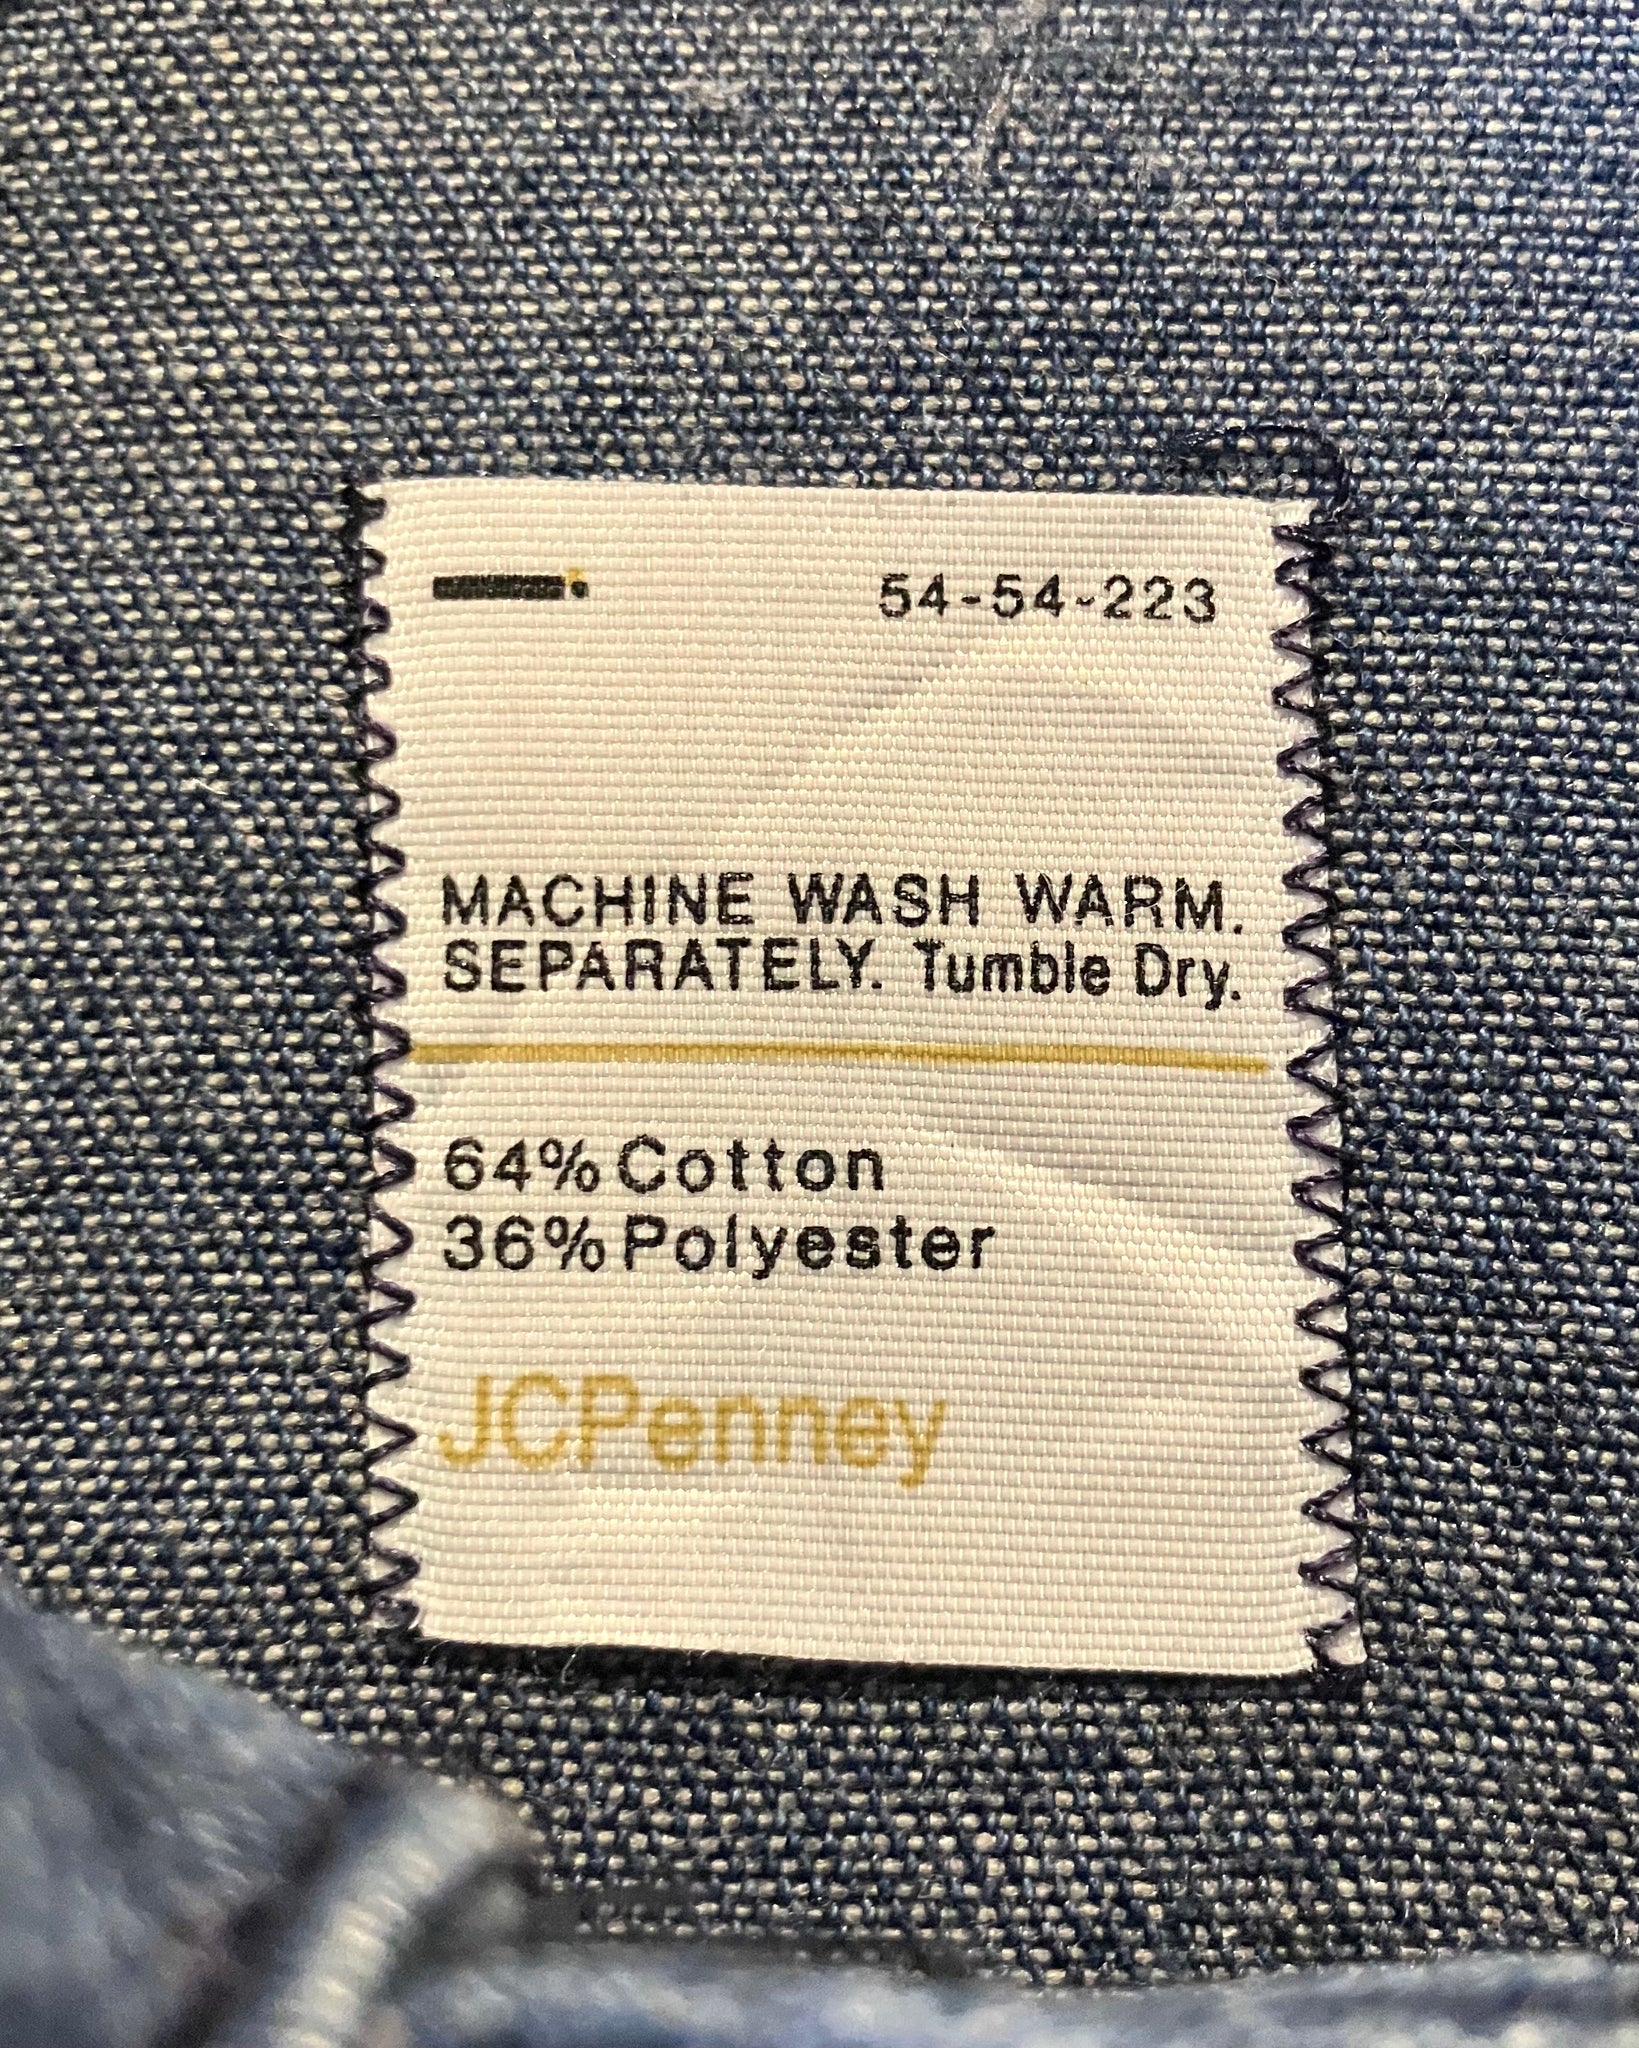 54-54-223
MACHINE WASH WARM.
SEPARATELY. Tumble Dry.
64% Cotton
36% Polyester
JCPenney